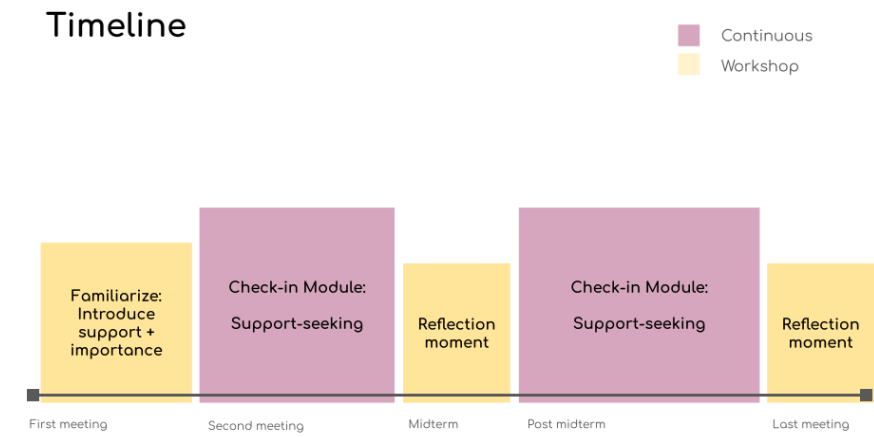 Timeline
Continuous
Workshop
Familiarize:
Introduce
support +
importance
Check-in Module:
Support-seeking
Reflection
moment
Check-in Module:
Support-seeking
Reflection
moment
First meeting
Second meeting
Midterm
Post midterm
Last meeting